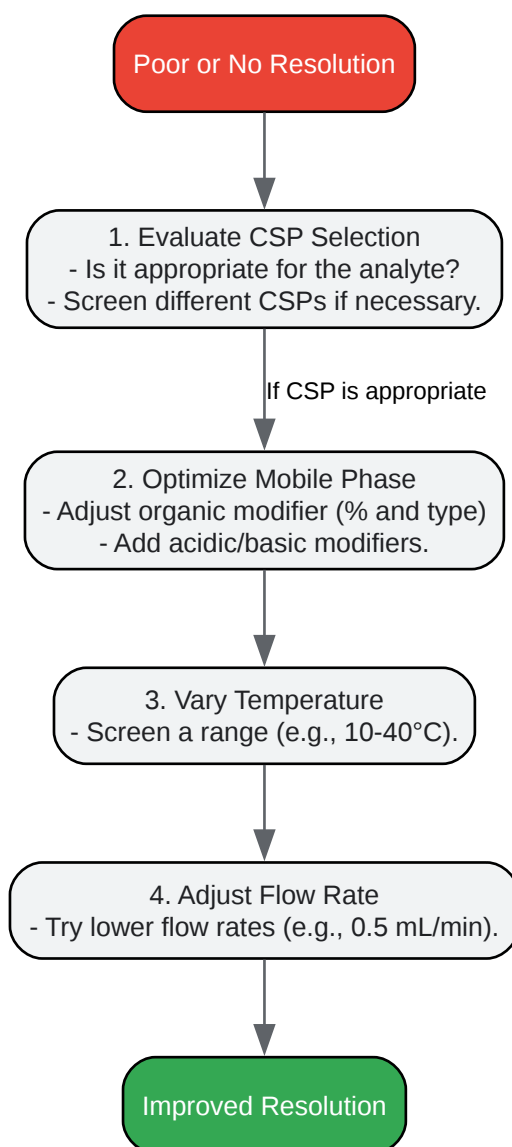 Poor or No Resolution
1. Evaluate CSP Selection
- Is it appropriate for the analyte?
- Screen different CSPs if necessary.
If CSP is appropriate
2. Optimize Mobile Phase
- Adjust organic modifier (% and type)
- Add acidic/basic modifiers.
3. Vary Temperature
- Screen a range (e.g., 10-40°C).
4. Adjust Flow Rate
- Try lower flow rates (e.g., 0.5 mL/min).
Improved Resolution